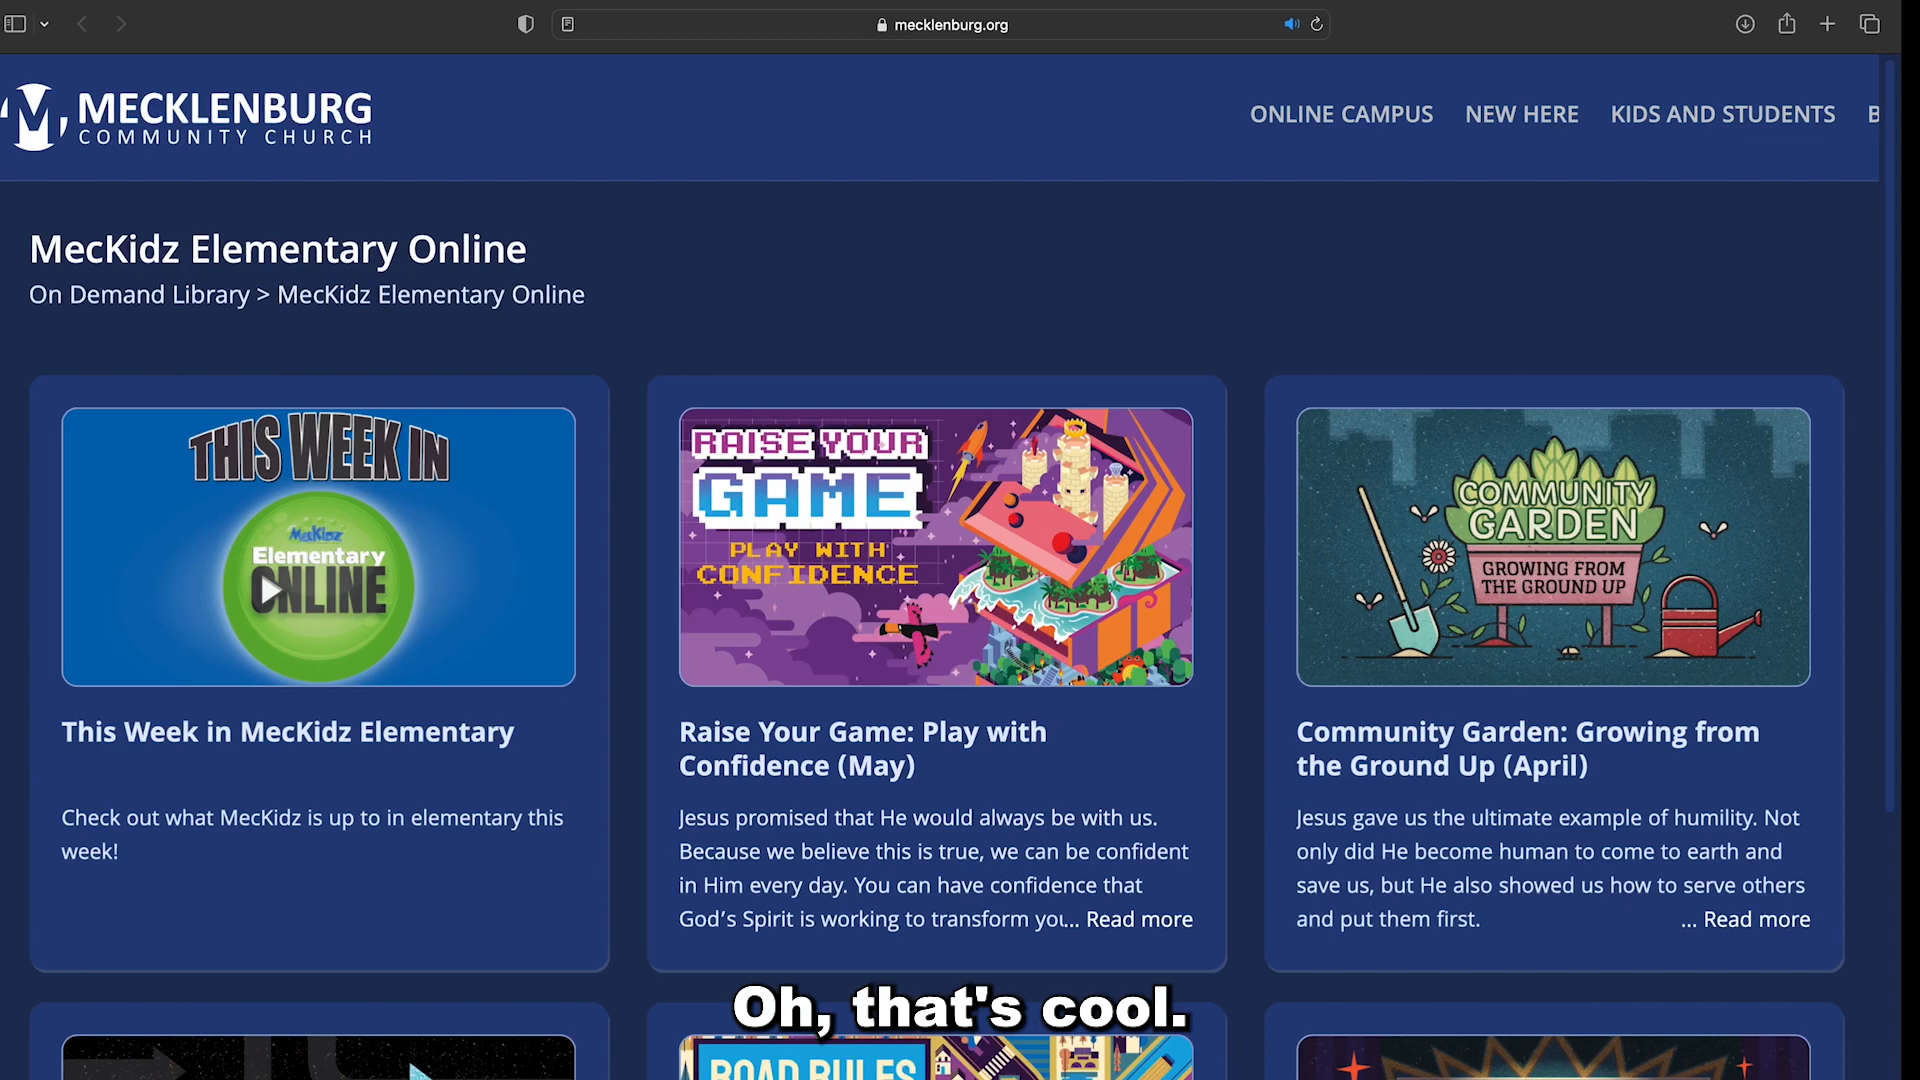 mecklenburg.org
MECKLENBURG
COMMUNITY CHURCH
ONLINE CAMPUS
NEW HERE
KIDS AND STUDENTS
B
MecKidz Elementary Online
On Demand Library > MecKidz Elementary Online
THIS WEEK IN
MecKidz
Elementary
ONLINE
This Week in MecKidz Elementary
Check out what MecKidz is up to in elementary this
week!
RAISE YOUR
GAME
PLAY WITH
CONFIDENCE
Raise Your Game: Play with
Confidence (May)
Jesus promised that He would always be with us.
Because we believe this is true, we can be confident
in Him every day. You can have confidence that
God's Spirit is working to transform you... Read more
COMMUNITY
GARDEN
GROWING FROM
THE GROUND UP
Community Garden: Growing from
the Ground Up (April)
Jesus gave us the ultimate example of humility. Not
only did He become human to come to earth and
save us, but He also showed us how to serve others
and put them first. ... Read more
Oh, that's cool.
ROAD RULES